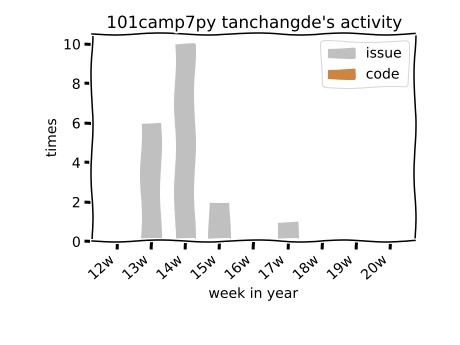 101camp7py tanchangde's activity
10
8
6
4
2
0
times
issue
code
12w 13w 14w 15w 16w 17w 18w 19w 20w
week in year